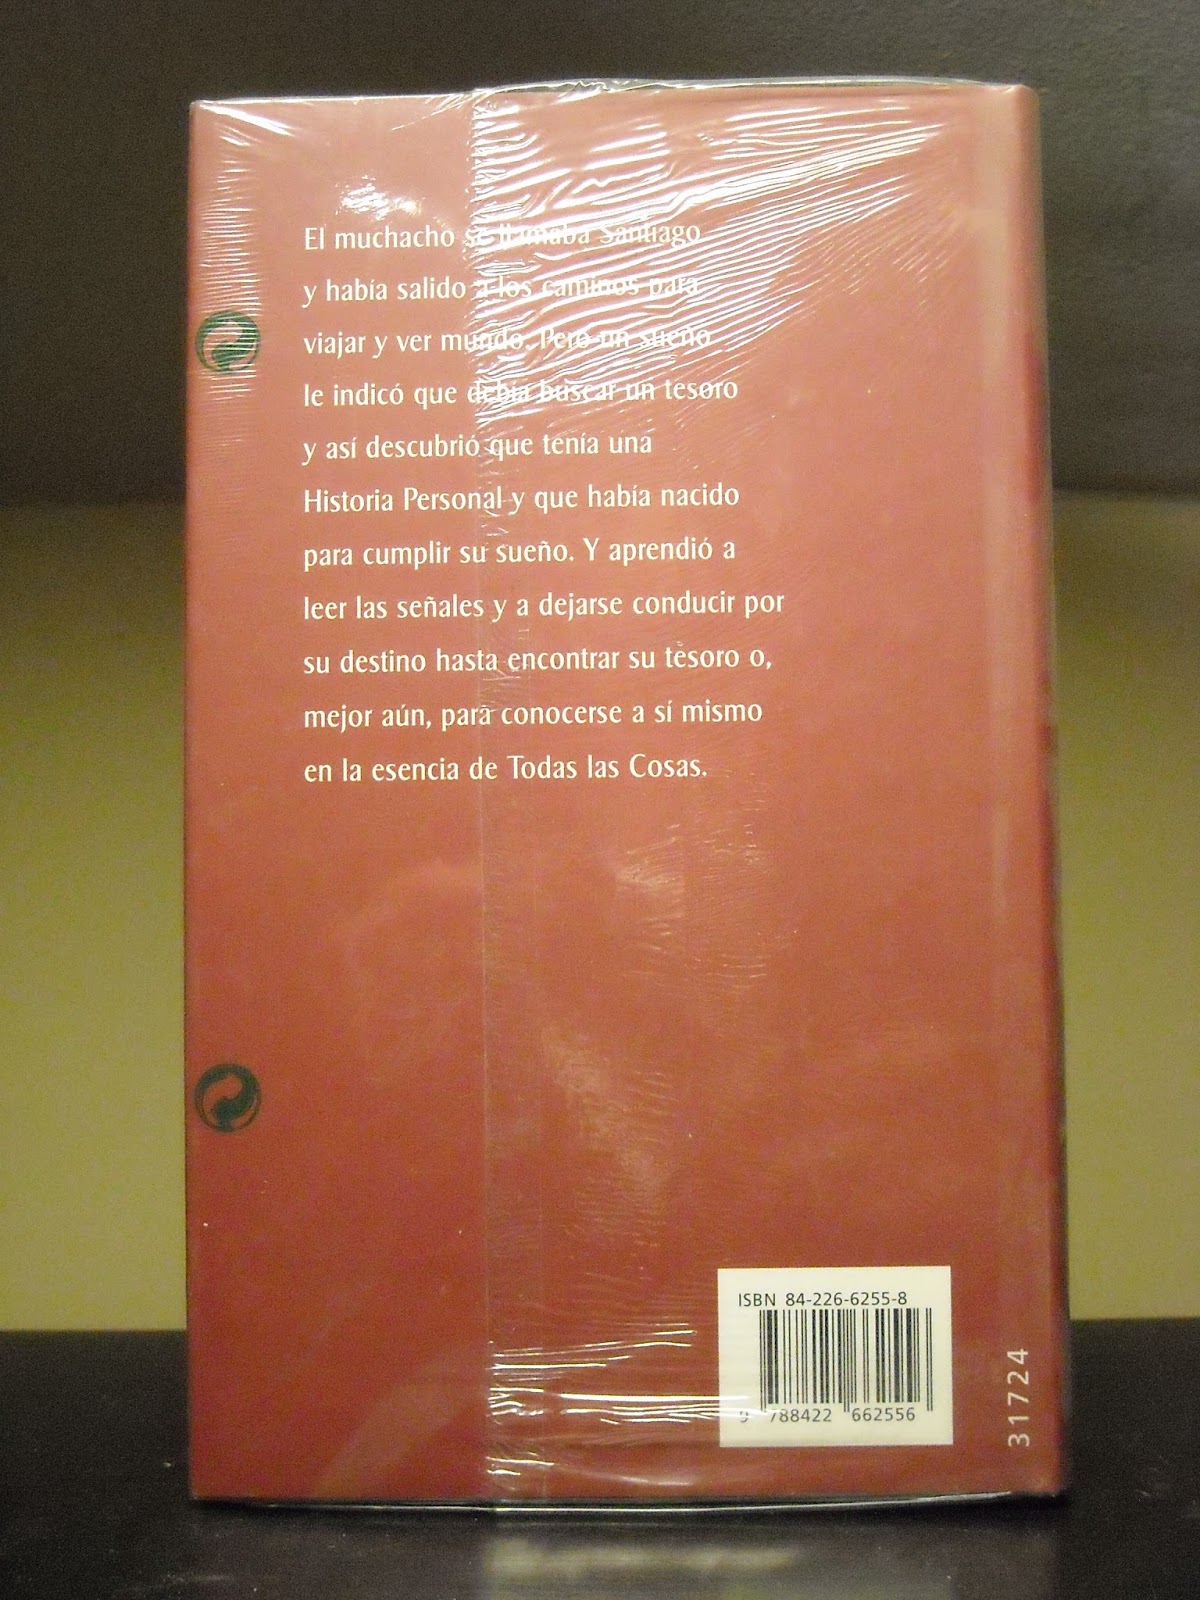 El muchacho se llamaba Santiago
y había salido a los caminos para
viajar y ver mundo. Pero un sueño
le indicó que debía buscar un tesoro
y así descubrió que tenía una
Historia Personal y que había nacido
para cumplir su sueño. Y aprendió a
leer las señales y a dejarse conducir por
su destino hasta encontrar su tesoro o,
mejor aún, para conocerse a sí mismo
en la esencia de Todas las Cosas.
ISBN 84-226-6255-8
9 788422 662556
31724